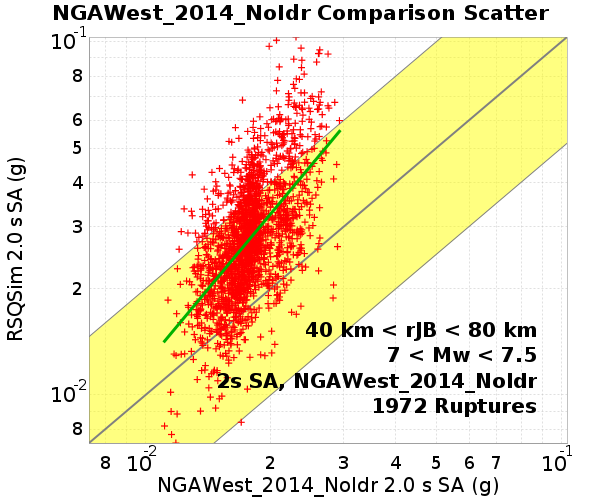 NGAWest_2014_NoIdr Comparison Scatter
10⁻¹
8
6
5
4
3
2
10⁻²
8
RSQSim 2.0 s SA (g)
40 km < rJB < 80 km
7 < Mw < 7.5
2s SA, NGAWest_2014_NoIdr
1972 Ruptures
8 10⁻² 2 3 4 5 6 8 10⁻¹
NGAWest_2014_NoIdr 2.0 s SA (g)